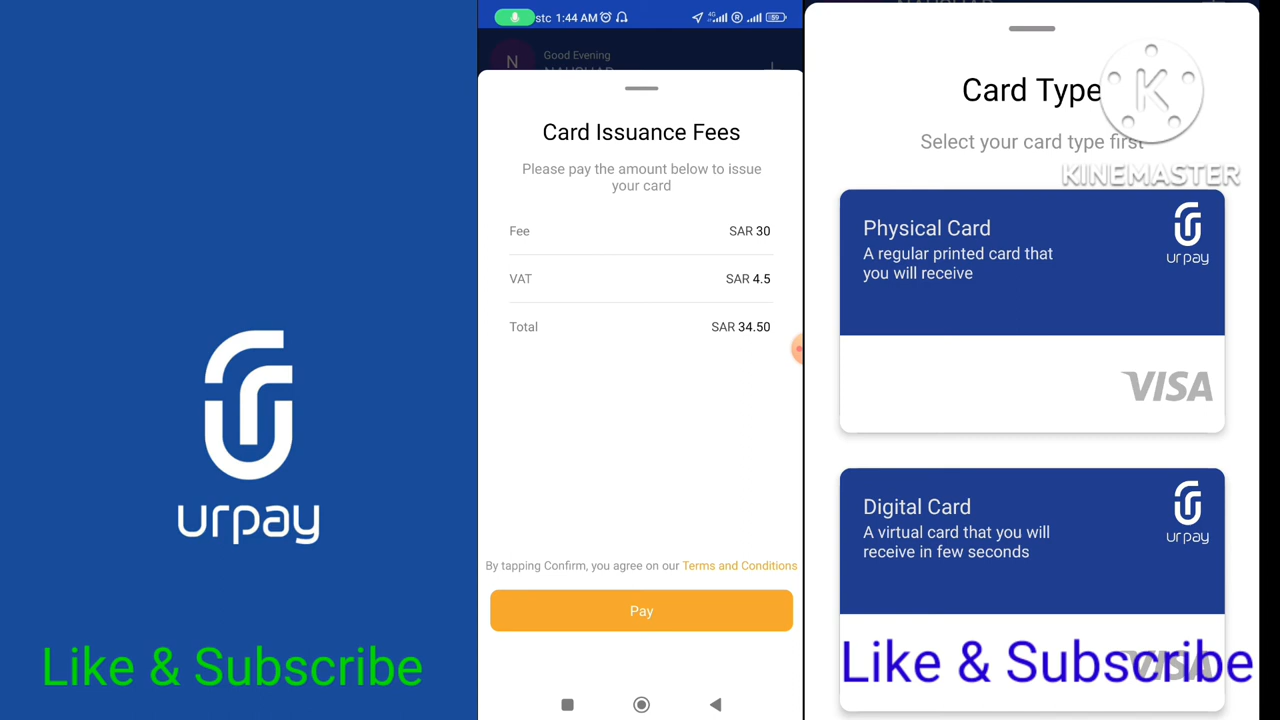 urpay
Like & Subscribe
stc 1:44 AM
4G
R
59
N
Good Evening
Card Issuance Fees
Please pay the amount below to issue
your card
Fee SAR 30
VAT SAR 4.5
Total SAR 34.50
By tapping Confirm, you agree on our Terms and Conditions
Pay
Card Type
Select your card type first
K
KINEMASTER
Physical Card
A regular printed card that
you will receive
urpay
VISA
Digital Card
A virtual card that you will
receive in few seconds
urpay
VISA
Like & Subscribe